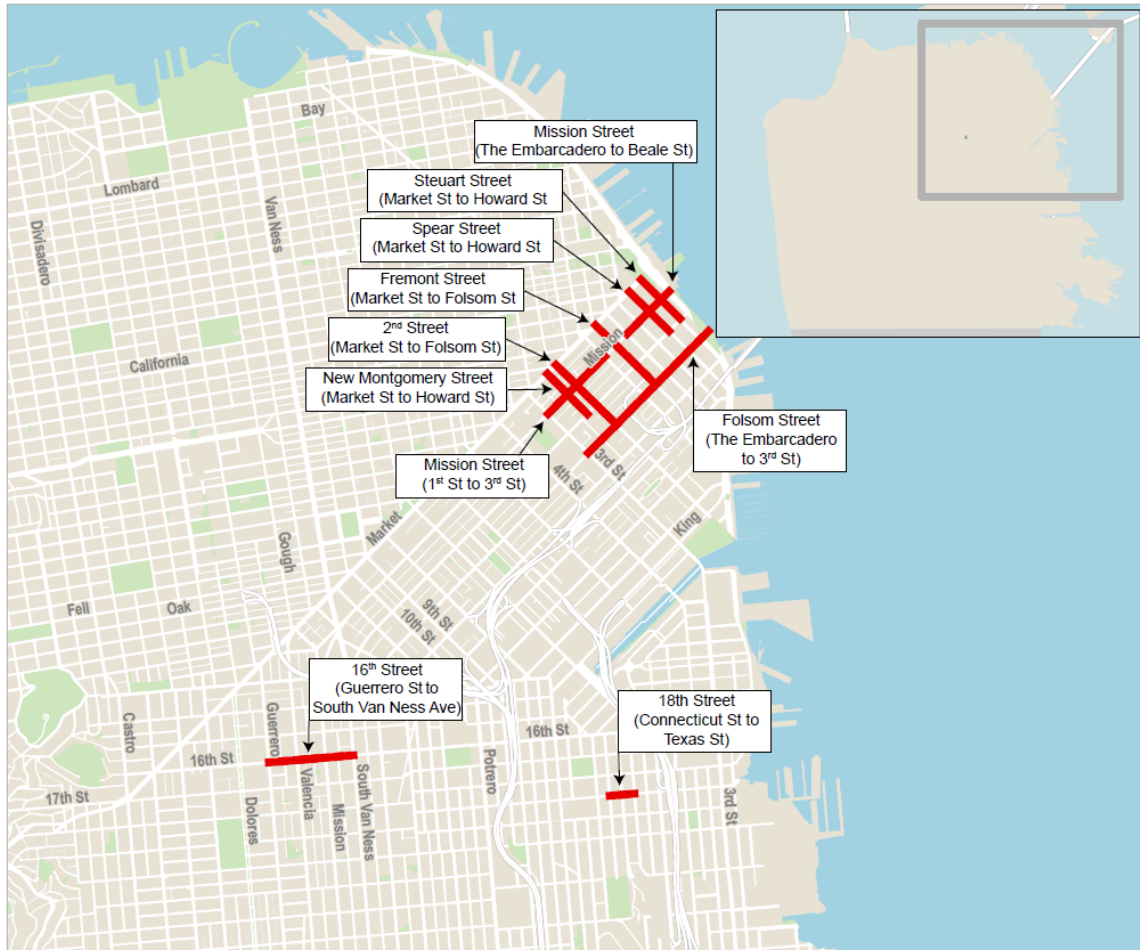 Bay
Lombard
Van Ness
Divisadero
California
Mission Street
(The Embarcadero to Beale St)
Steuart Street
(Market St to Howard St
Spear Street
(Market St to Howard St
Fremont Street
(Market St to Folsom St
2nd Street
(Market St to Folsom St)
New Montgomery Street
(Market St to Howard St)
Mission
Mission Street
(1st St to 3rd St)
Folsom Street
(The Embarcadero
to 3rd St)
3rd St
4th St
Market
King
Gough
Fell
Oak
9th St
10th St
16th Street
(Guerrero St to
South Van Ness Ave)
18th Street
(Connecticut St to
Texas St)
Castro
Guerrero
16th St
16th St
Potrero
17th St
Dolores
Valencia
Mission
South Van Ness
3rd St